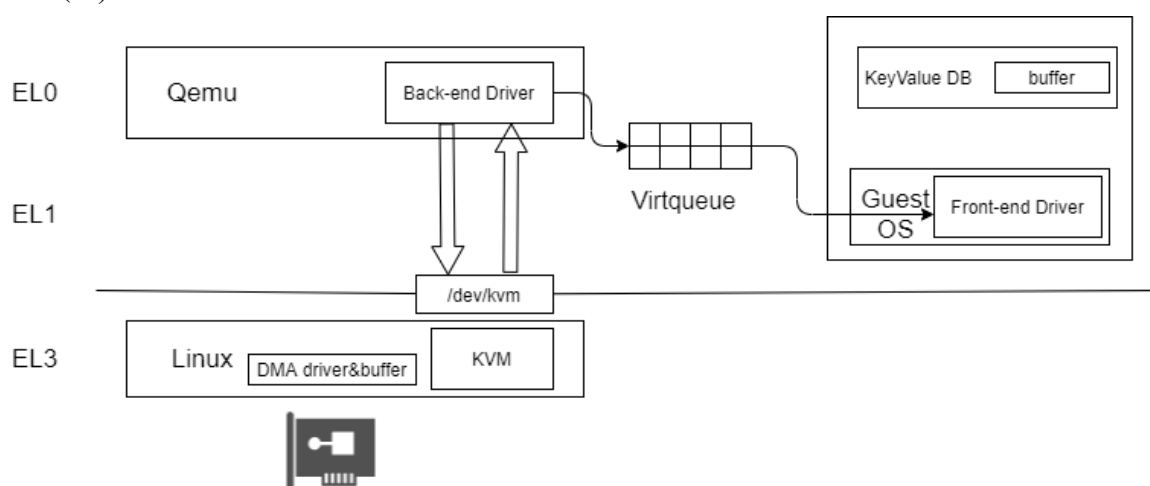 EL0
Qemu
Back-end Driver
KeyValue DB
buffer
Virtqueue
EL1
Guest
OS
Front-end Driver
/dev/kvm
EL3
Linux
DMA driver&buffer
KVM